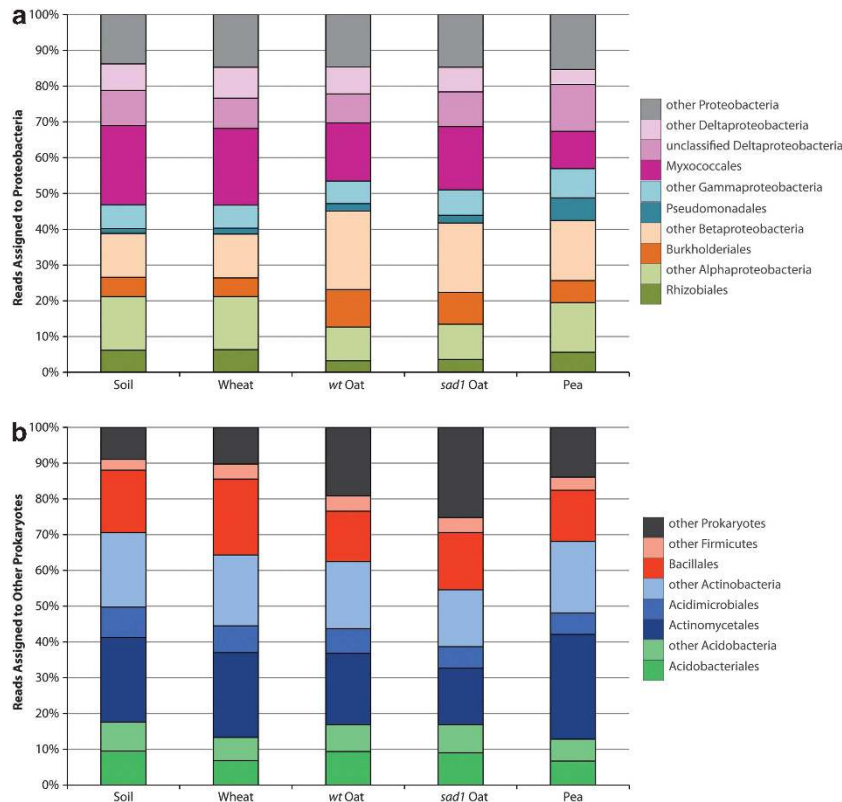 a
100%
90%
80%
70%
60%
50%
40%
30%
20%
10%
0%
Reads Assigned to Proteobacteria
Soil Wheat wt Oat sad1 Oat Pea
other Proteobacteria
other Deltaproteobacteria
unclassified Deltaproteobacteria
Myxococcales
other Gammaproteobacteria
Pseudomonadales
other Betaproteobacteria
Burkholderiales
other Alphaproteobacteria
Rhizobiales
b
100%
90%
80%
70%
60%
50%
40%
30%
20%
10%
0%
Reads Assigned to Other Prokaryotes
Soil Wheat wt Oat sad1 Oat Pea
other Prokaryotes
other Firmicutes
Bacillales
other Actinobacteria
Acidimicrobiales
Actinomycetales
other Acidobacteria
Acidobacteriales